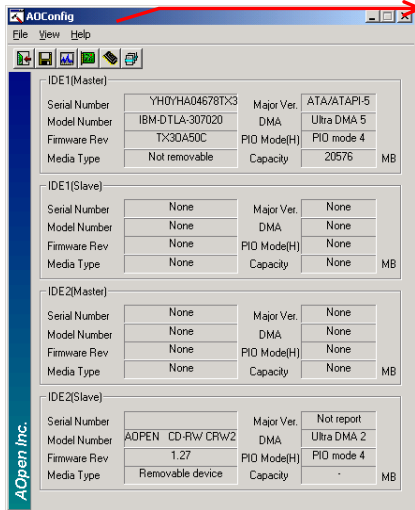 AOConfig
File View Help
IDE1(Master)
Serial Number YH0YHA04678TX3 Major Ver. ATA/ATAPI-5
Model Number IBM-DTLA-307020 DMA Ultra DMA 5
Firmware Rev TX3OA50C PIO Mode(H) PIO mode 4
Media Type Not removable Capacity 20576 MB
IDE1(Slave)
Serial Number None Major Ver. None
Model Number None DMA None
Firmware Rev None PIO Mode(H) None
Media Type None Capacity None MB
IDE2(Master)
Serial Number None Major Ver. None
Model Number None DMA None
Firmware Rev None PIO Mode(H) None
Media Type None Capacity None MB
IDE2(Slave)
Serial Number Major Ver. Not report
Model Number AOPEN CD-RW CRW2 DMA Ultra DMA 2
Firmware Rev 1.27 PIO Mode(H) PIO mode 4
Media Type Removable device Capacity - MB
AOpen Inc.